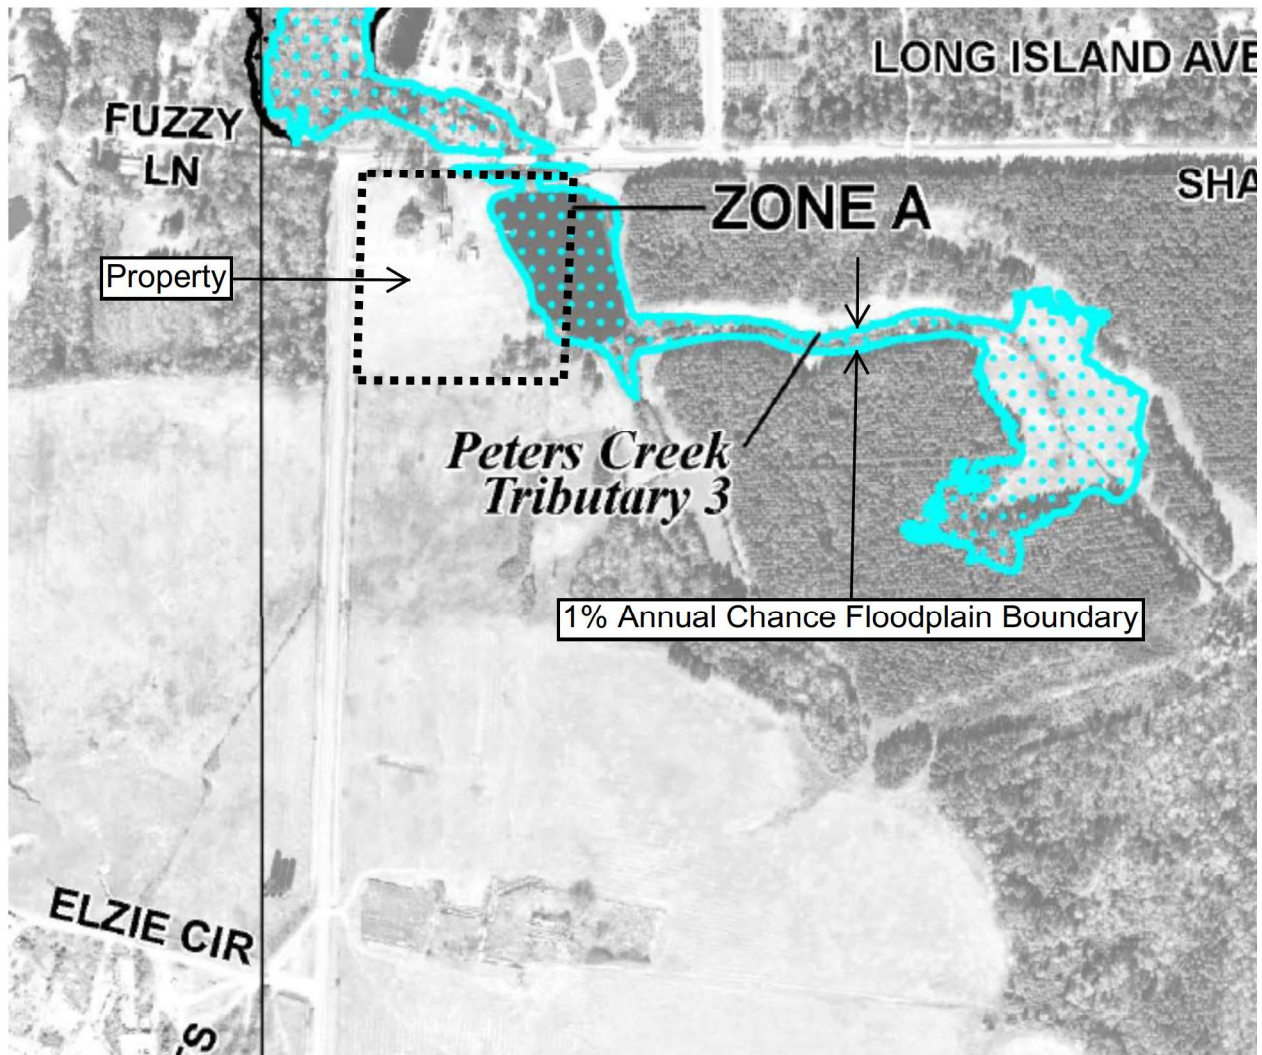 LONG ISLAND AVE
FUZZY
LN
SHA
ZONE A
Property
Peters Creek
Tributary 3
1% Annual Chance Floodplain Boundary
ELZIE CIR
S